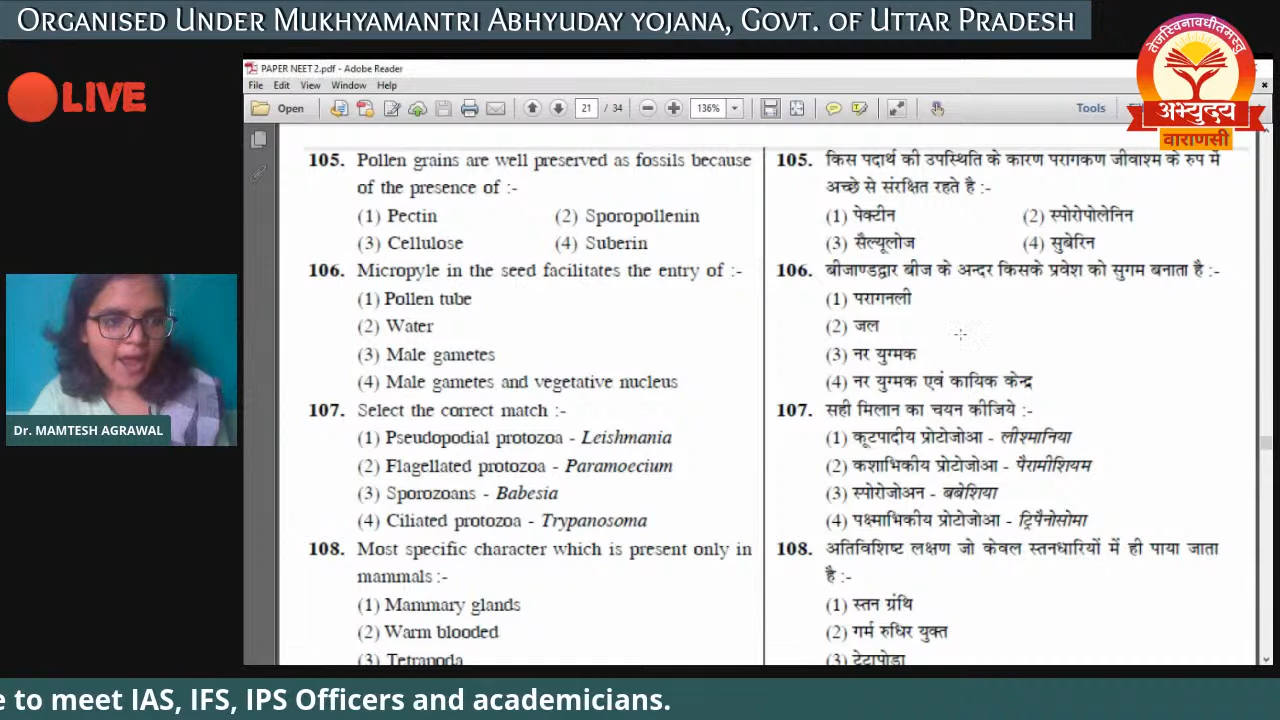 Organised Under Mukhyamantri Abhyuday yojana, Govt. of Uttar Pradesh
तेजस्विनावधीतमस्तु
अभ्युदय
वाराणसी
LIVE
PAPER NEET 2.pdf - Adobe Reader
File Edit View Window Help
Open 21 / 34 136% Tools
105. Pollen grains are well preserved as fossils because
of the presence of :-
(1) Pectin (2) Sporopollenin
(3) Cellulose (4) Suberin
106. Micropyle in the seed facilitates the entry of :-
(1) Pollen tube
(2) Water
(3) Male gametes
(4) Male gametes and vegetative nucleus
107. Select the correct match :-
(1) Pseudopodial protozoa - Leishmania
(2) Flagellated protozoa - Paramoecium
(3) Sporozoans - Babesia
(4) Ciliated protozoa - Trypanosoma
108. Most specific character which is present only in
mammals :-
(1) Mammary glands
(2) Warm blooded
(3) Tetrapoda
105. किस पदार्थ की उपस्थिति के कारण परागकण जीवाश्म के रुप में
अच्छे से संरक्षित रहते है :-
(1) पेक्टीन (2) स्पोरोपोलेनिन
(3) सैल्यूलोज (4) सुबेरिन
106. बीजाण्डद्वार बीज के अन्दर किसके प्रवेश को सुगम बनाता है :-
(1) परागनली
(2) जल
(3) नर युग्मक
(4) नर युग्मक एवं कायिक केन्द्र
107. सही मिलान का चयन कीजिये :-
(1) कूटपादीय प्रोटोजोआ - लीश्मानिया
(2) कशाभिकीय प्रोटोजोआ - पैरामीशियम
(3) स्पोरोजोअन - बबेशिया
(4) पक्ष्माभिकीय प्रोटोजोआ - ट्रिपैनोसोमा
108. अतिविशिष्ट लक्षण जो केवल स्तनधारियों में ही पाया जाता
है :-
(1) स्तन ग्रंथि
(2) गर्म रुधिर युक्त
(3) टेट्रापोडा
Dr. MAMTESH AGRAWAL
e to meet IAS, IFS, IPS Officers and academicians.